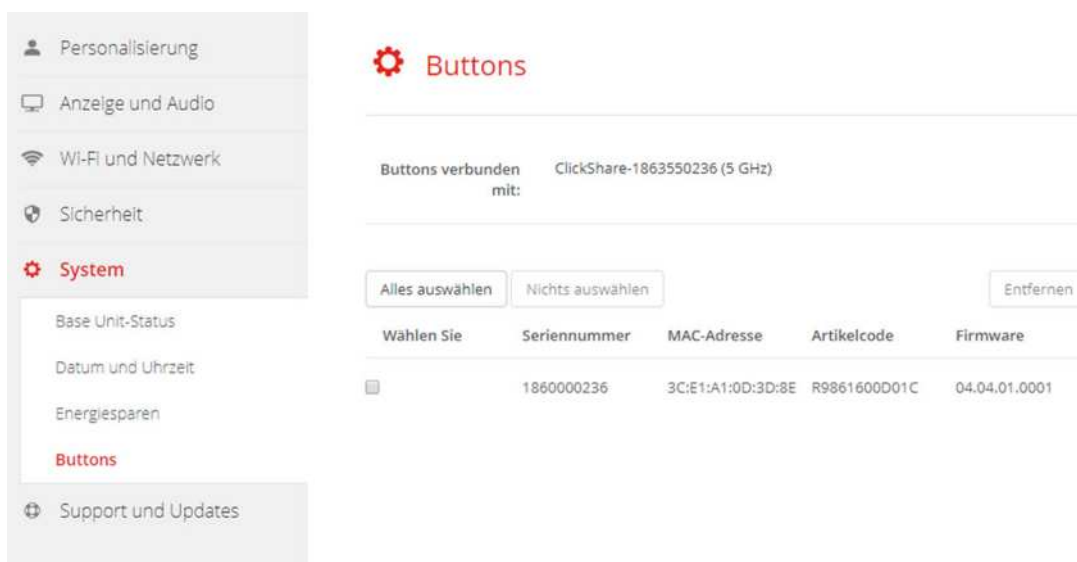 Personalisierung
Anzeige und Audio
Wi-Fi und Netzwerk
Sicherheit
System
Base Unit-Status
Datum und Uhrzeit
Energiesparen
Buttons
Support und Updates
Buttons
Buttons verbunden mit:
ClickShare-1863550236 (5 GHz)
Alles auswählen Nichts auswählen Entfernen
Wählen Sie Seriennummer MAC-Adresse Artikelcode Firmware
1860000236 3C:E1:A1:0D:3D:8E R9861600D01C 04.04.01.0001